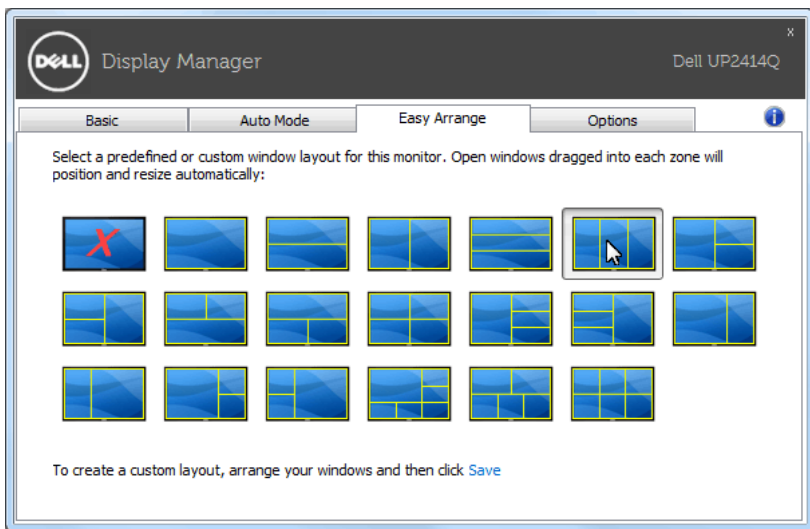 x
DELL Display Manager Dell UP2414Q
Basic Auto Mode Easy Arrange Options i
Select a predefined or custom window layout for this monitor. Open windows dragged into each zone will
position and resize automatically:
X
To create a custom layout, arrange your windows and then click Save